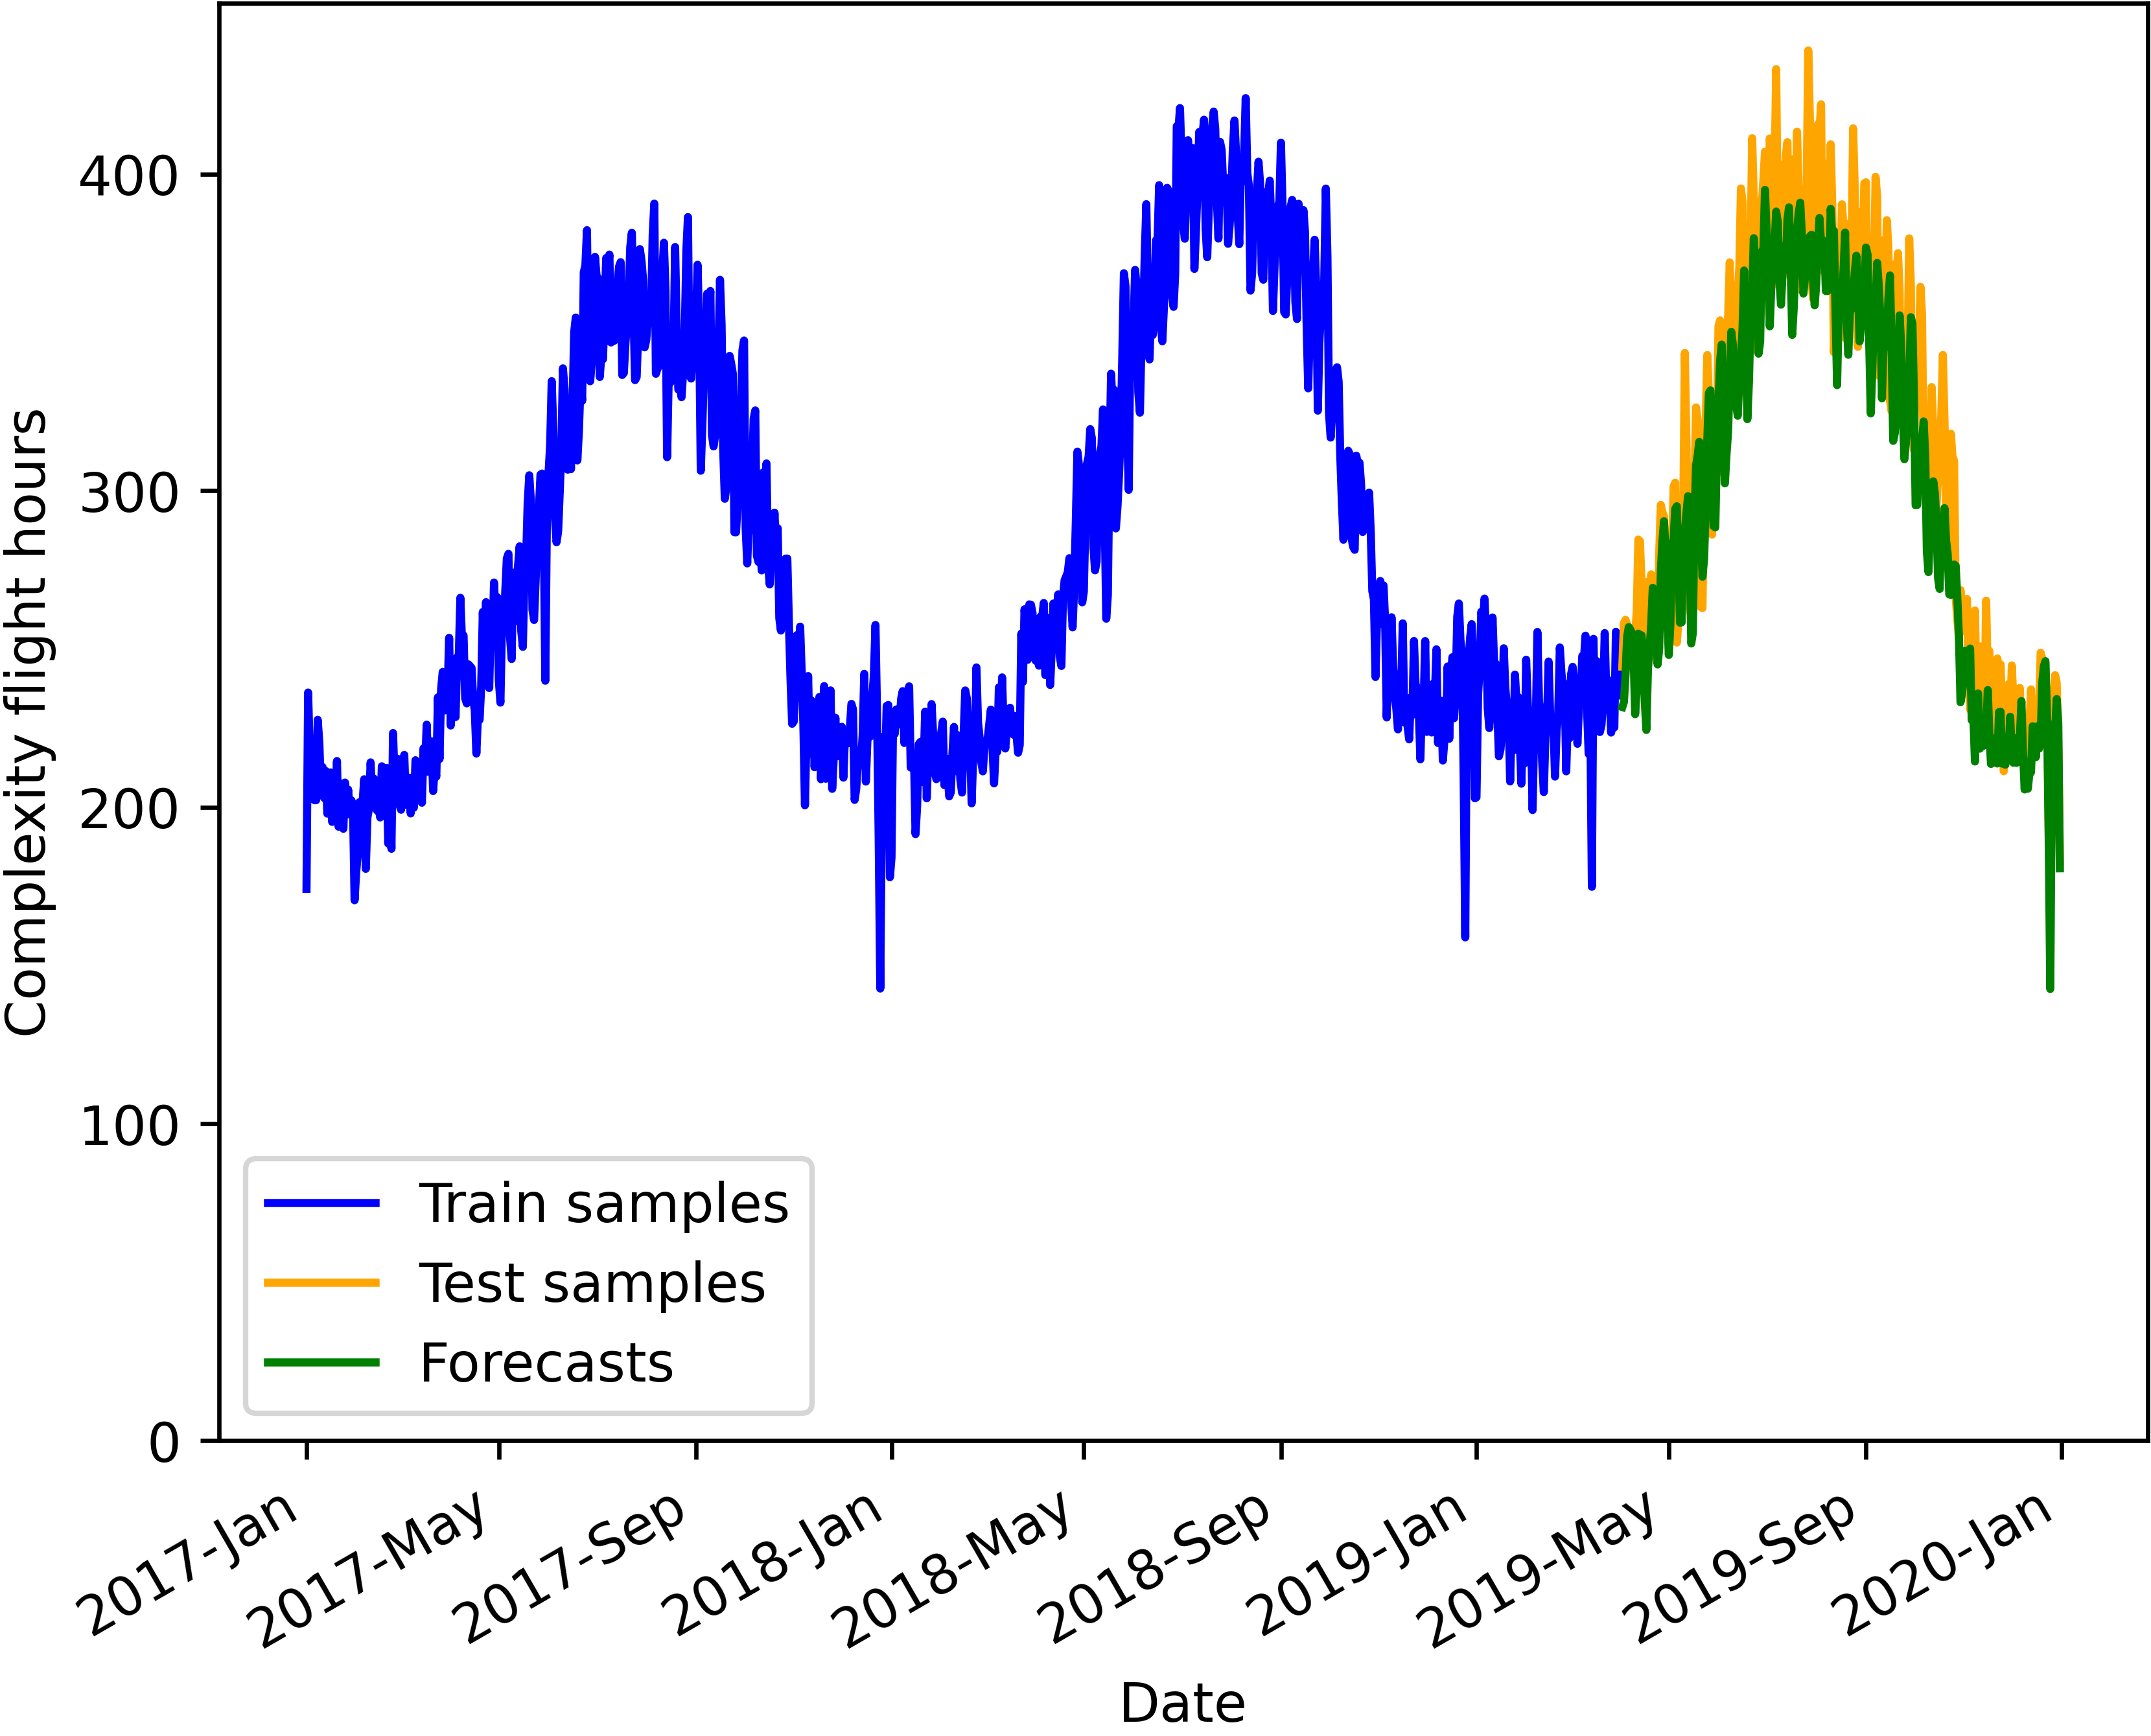 Complexity flight hours
400
300
200
100
0
Train samples
Test samples
Forecasts
2017-Jan
2017-May
2017-Sep
2018-Jan
2018-May
2018-Sep
2019-Jan
2019-May
2019-Sep
2020-Jan
Date